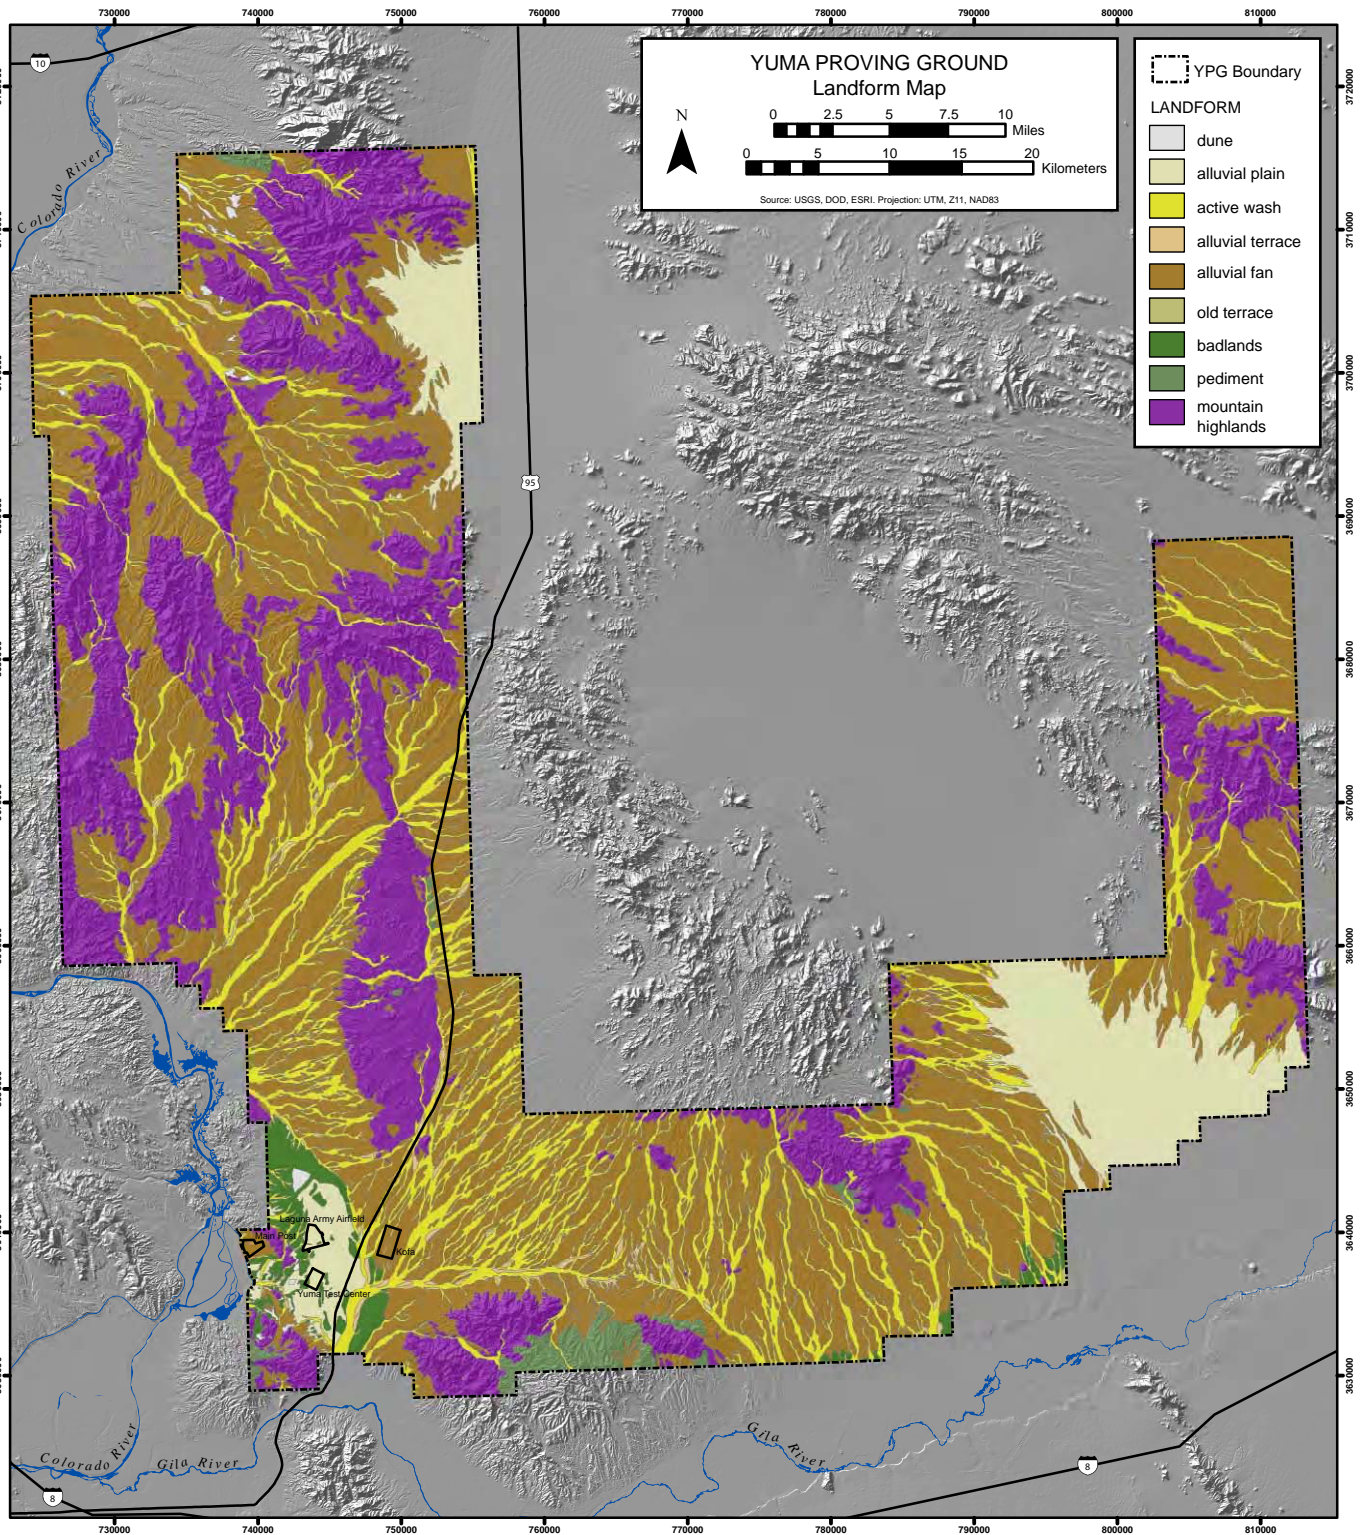 730000 740000 750000 760000 770000 780000 790000 800000 810000
YUMA PROVING GROUND
Landform Map
N
0 2.5 5 7.5 10
Miles
0 5 10 15 20
Kilometers
Source: USGS, DOD, ESRI. Projection: UTM, Z11, NAD83
YPG Boundary
LANDFORM
dune
alluvial plain
active wash
alluvial terrace
alluvial fan
old terrace
badlands
pediment
mountain
highlands
10
Colorado River
95
3720000
3710000
3700000
3690000
3680000
3670000
3660000
3650000
3640000
3630000
Laguna Army Airfield
Main Post
Kofa
Yuma Test Center
Colorado River
Gila River
Gila River
8
8
730000 740000 750000 760000 770000 780000 790000 800000 810000